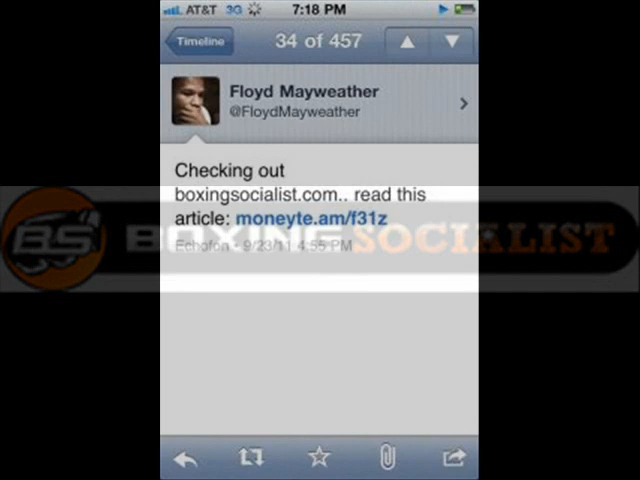 AT&T 3G 7:18 PM
Timeline 34 of 457
Floyd Mayweather
@FloydMayweather
Checking out
boxingsocialist.com.. read this
article: moneyte.am/f31z
Echofon • 9/23/11 4:55 PM
BS BOXING SOCIALIST